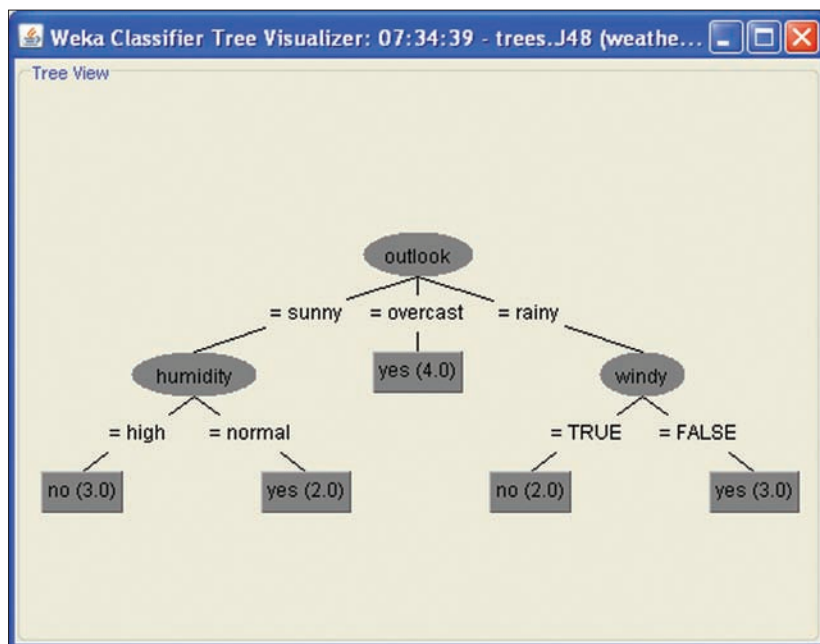 Weka Classifier Tree Visualizer: 07:34:39 - trees.J48 (weathe...
Tree View
outlook
= sunny
= overcast
= rainy
humidity
yes (4.0)
windy
= high
= normal
= TRUE
= FALSE
no (3.0)
yes (2.0)
no (2.0)
yes (3.0)